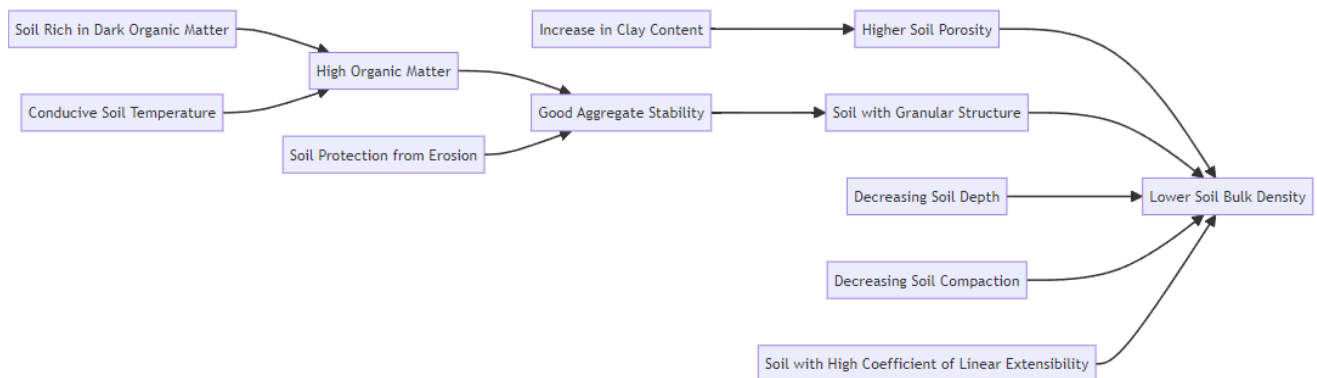 Soil Rich in Dark Organic Matter
Increase in Clay Content
Higher Soil Porosity
High Organic Matter
Conducive Soil Temperature
Good Aggregate Stability
Soil with Granular Structure
Soil Protection from Erosion
Decreasing Soil Depth
Lower Soil Bulk Density
Decreasing Soil Compaction
Soil with High Coefficient of Linear Extensibility